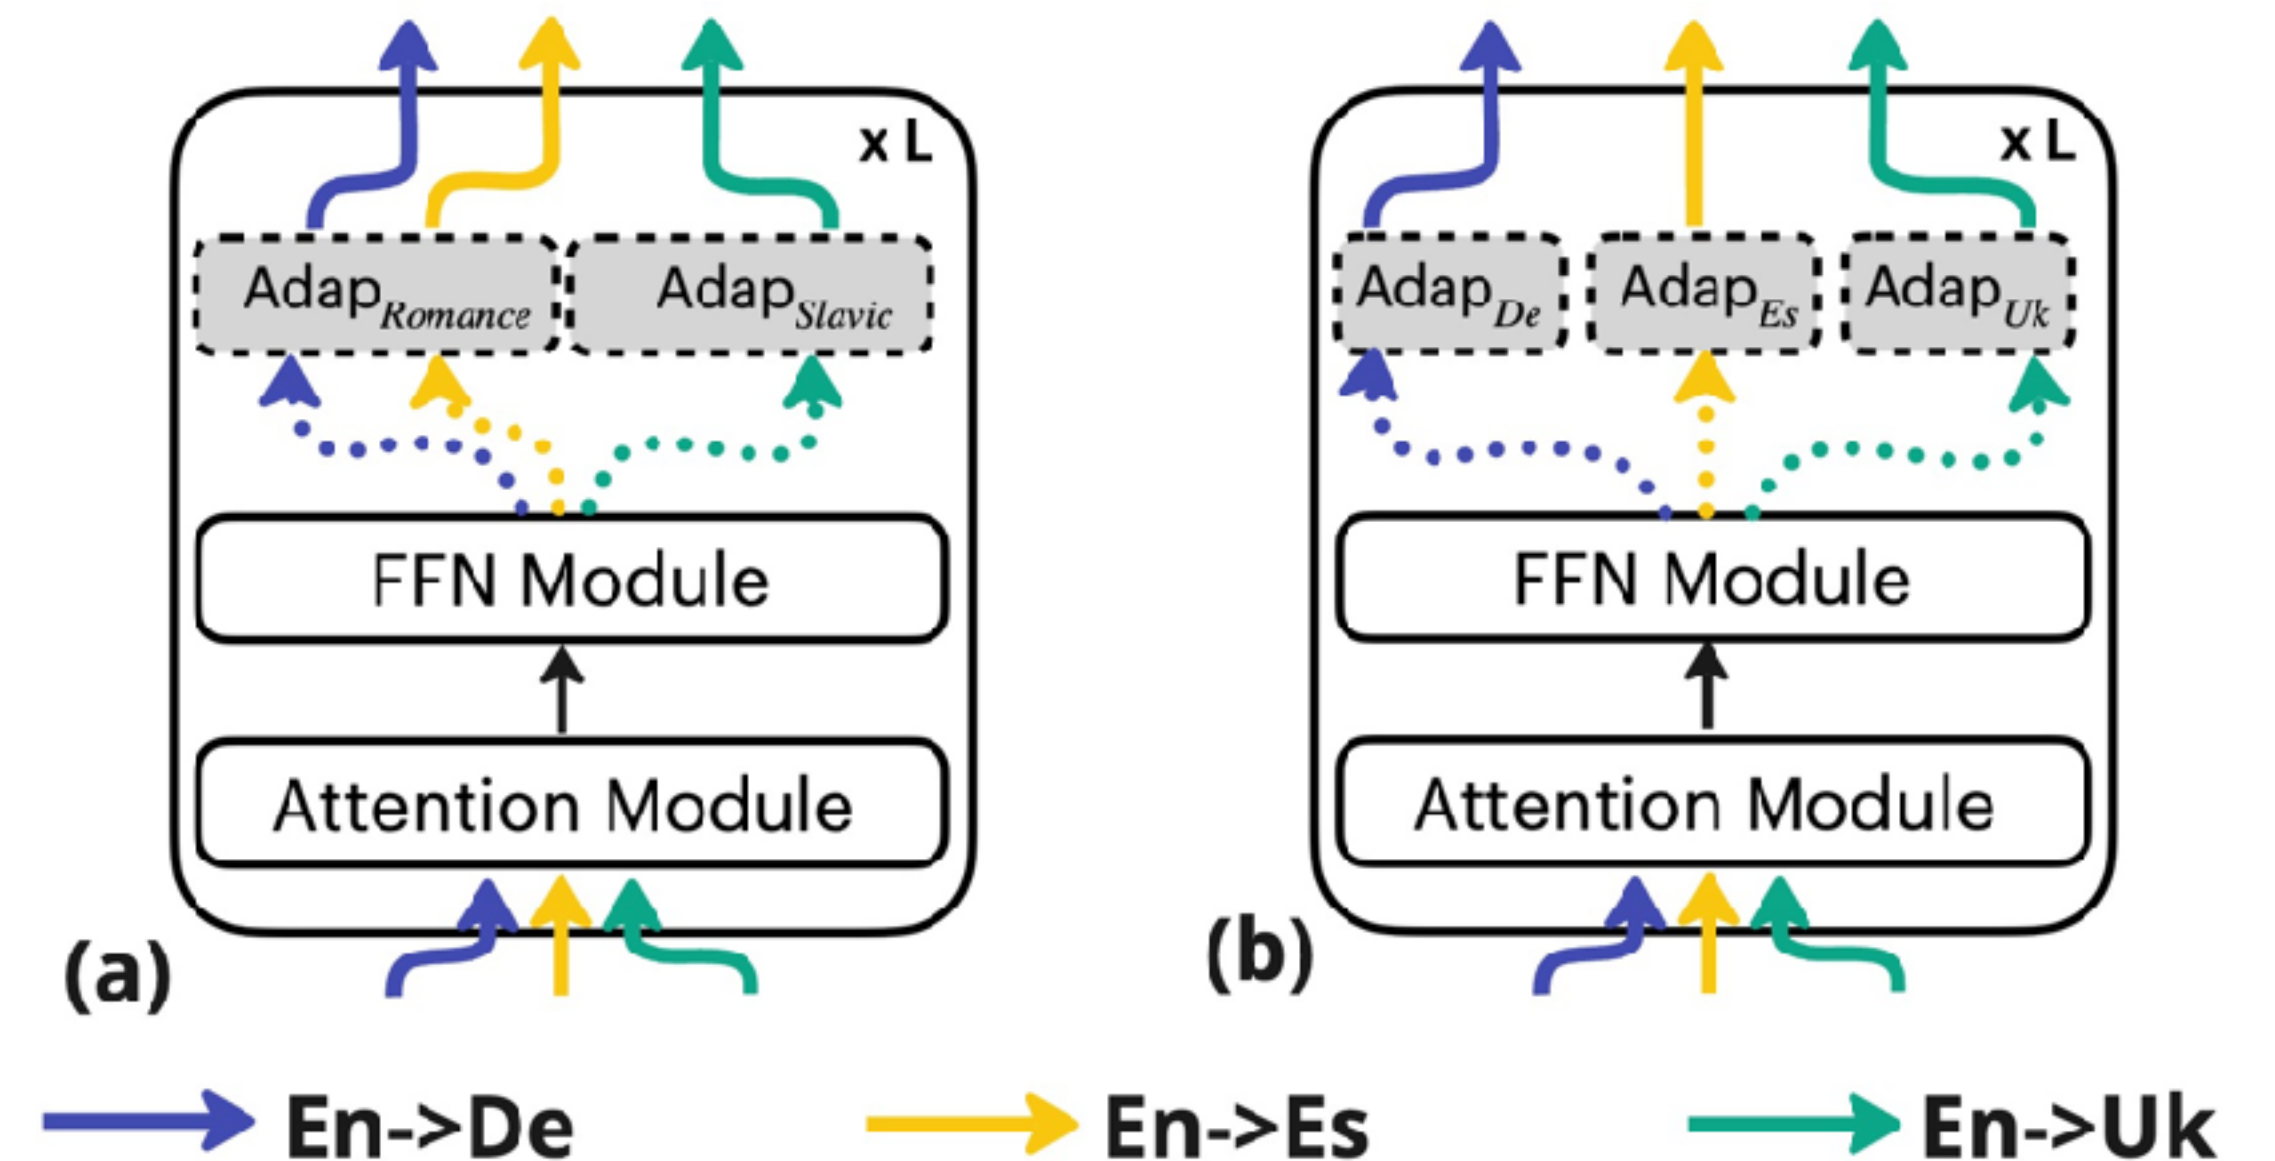 x L
Adap_Romance
Adap_Slavic
FFN Module
Attention Module
(a)
x L
Adap_De
Adap_Es
Adap_Uk
FFN Module
Attention Module
(b)
En->De
En->Es
En->Uk